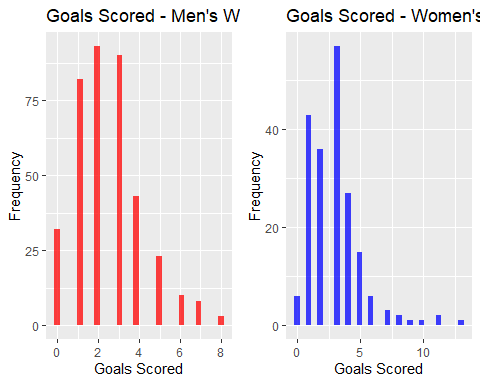 Goals Scored - Men's W
Frequency
75
50
25
0
0 2 4 6 8
Goals Scored
Goals Scored - Women's
Frequency
40
20
0
0 5 10
Goals Scored